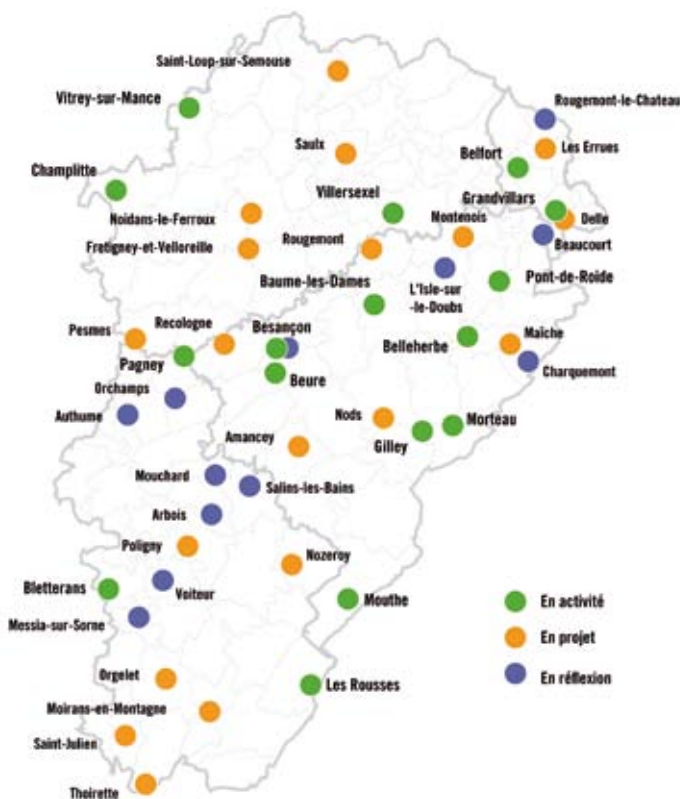 Saint-Loup-sur-Semouse
Vitrey-sur-Mance
Rougemont-le-Chateau
Saulx
Les Errues
Belfort
Champlitte
Villersexel
Grandvillars
Noidans-le-Ferroux
Montenois
Delle
Fretigney-et-Velloreille
Rougemont
Beaucourt
Baume-les-Dames
L'Isle-sur
-le-Doubs
Pont-de-Roide
Pesmes
Recologne
Besançon
Belleherbe
Maîche
Pagney
Charquemont
Beure
Orchamps
Authume
Nods
Morteau
Amancey
Gilley
Mouchard
Salins-les-Bains
Arbois
Poligny
Nozeroy
Bletterans
Voiteur
Mouthe
En activité
Messia-sur-Sorne
En projet
En réflexion
Orgelet
Les Rousses
Moirans-en-Montagne
Saint-Julien
Thoirette